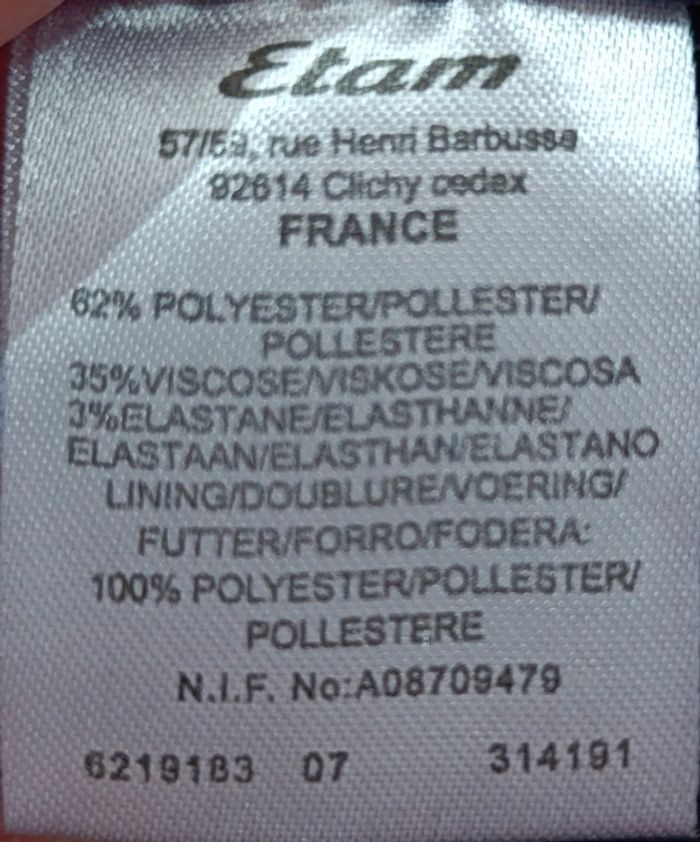 Etam
57/59, rue Henri Barbusse
92614 Clichy cedex
FRANCE
62% POLYESTER/POLLESTER/
POLLESTERE
35%VISCOSE/VISKOSE/VISCOSA
3%ELASTANE/ELASTHANNE/
ELASTAAN/ELASTHAN/ELASTANO
LINING/DOUBLURE/VOERING/
FUTTER/FORRO/FODERA:
100% POLYESTER/POLLESTER/
POLLESTERE
N.I.F. No:A08709479
6219183 07 314191